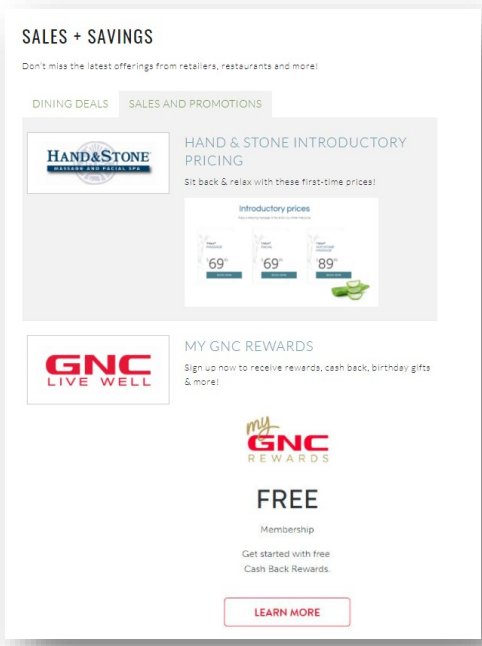 SALES + SAVINGS
Don't miss the latest offerings from retailers, restaurants and more!
DINING DEALS SALES AND PROMOTIONS
HAND & STONE
MASSAGE AND FACIAL SPA
HAND & STONE INTRODUCTORY
PRICING
Sit back & relax with these first-time prices!
Introductory prices
69 69 89
GNC
LIVE WELL
MY GNC REWARDS
Sign up now to receive rewards, cash back, birthday gifts
& more!
my
GNC
REWARDS
FREE
Membership
Get started with free
Cash Back Rewards.
LEARN MORE